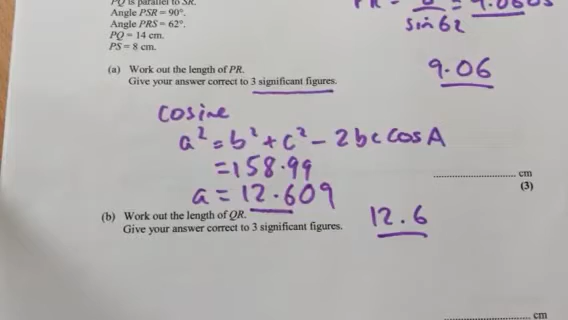 PQ is parallel to SR.
Angle PSR = 90°.
Angle PRS = 62°.
PQ = 14 cm.
PS = 8 cm.
sin 62
= 9.0605
(a) Work out the length of PR.
Give your answer correct to 3 significant figures.
9.06
cosine
a² = b² + c² - 2bc cos A
= 158.99
a = 12.609
cm
(3)
(b) Work out the length of QR.
Give your answer correct to 3 significant figures.
12.6
cm